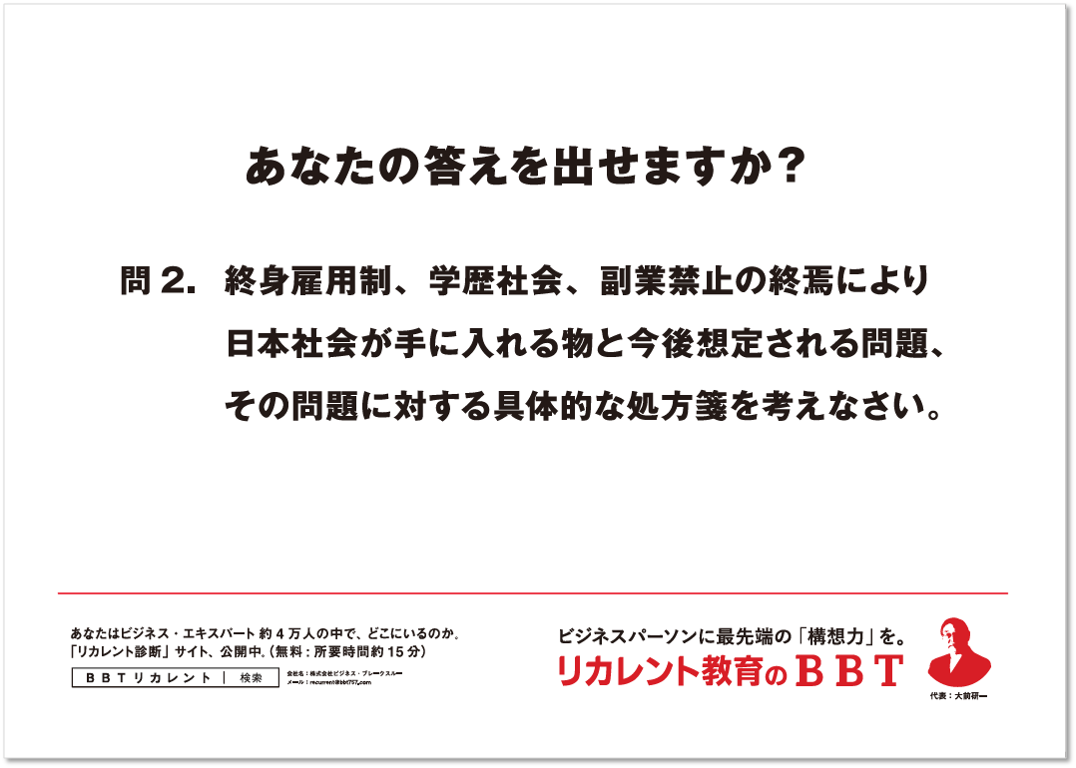 あなたの答えを出せますか？
問2. 終身雇用制、学歴社会、副業禁止の終焉により
日本社会が手に入れる物と今後想定される問題、
その問題に対する具体的な処方箋を考えなさい。
あなたはビジネス・エキスパート約4万人の中で、どこにいるのか。
「リカレント診断」サイト、公開中。(無料：所要時間約15分)
BBTリカレント | 検索
会社名：株式会社ビジネス・ブレークスルー
メール：recurrent@bbt757.com
ビジネスパーソンに最先端の「構想力」を。
リカレント教育のBBT
代表：大前研一